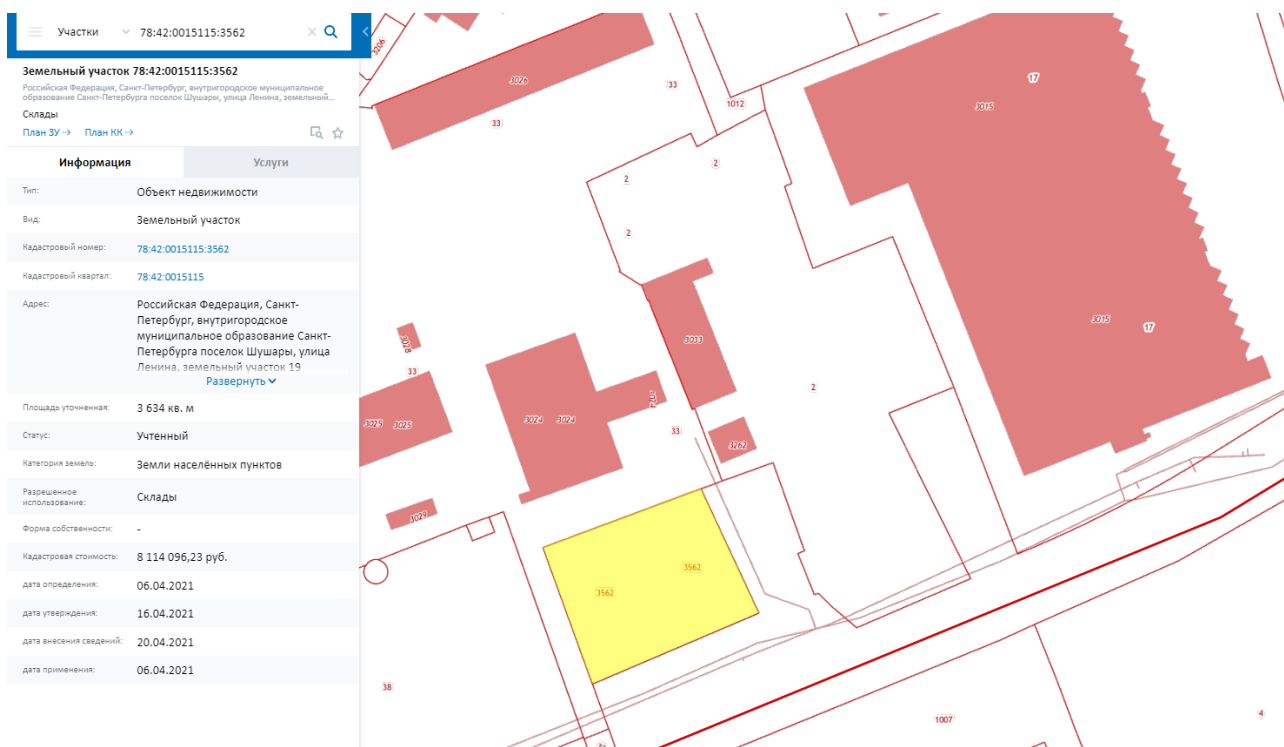 Участки 78:42:0015115:3562
Земельный участок 78:42:0015115:3562
Российская Федерация, Санкт-Петербург, внутригородское муниципальное
образование Санкт-Петербурга поселок Шушары, улица Ленина, земельный...
Склады
План ЗУ → План КК →
Информация Услуги
Тип: Объект недвижимости
Вид: Земельный участок
Кадастровый номер: 78:42:0015115:3562
Кадастровый квартал: 78:42:0015115
Адрес: Российская Федерация, Санкт-
Петербург, внутригородское
муниципальное образование Санкт-
Петербурга поселок Шушары, улица
Ленина, земельный участок 19
Развернуть
Площадь уточненная: 3 634 кв. м
Статус: Учтенный
Категория земель: Земли населённых пунктов
Разрешенное
использование: Склады
Форма собственности: -
Кадастровая стоимость: 8 114 096,23 руб.
дата определения: 06.04.2021
дата утверждения: 16.04.2021
дата внесения сведений: 20.04.2021
дата применения: 06.04.2021
3206
3026
33
1012
17
3015
33
2
2
2
3028
33
3033
3015
17
2
3025 3025
3024 3024
33
3262
3029
3562
3562
38
1007
4